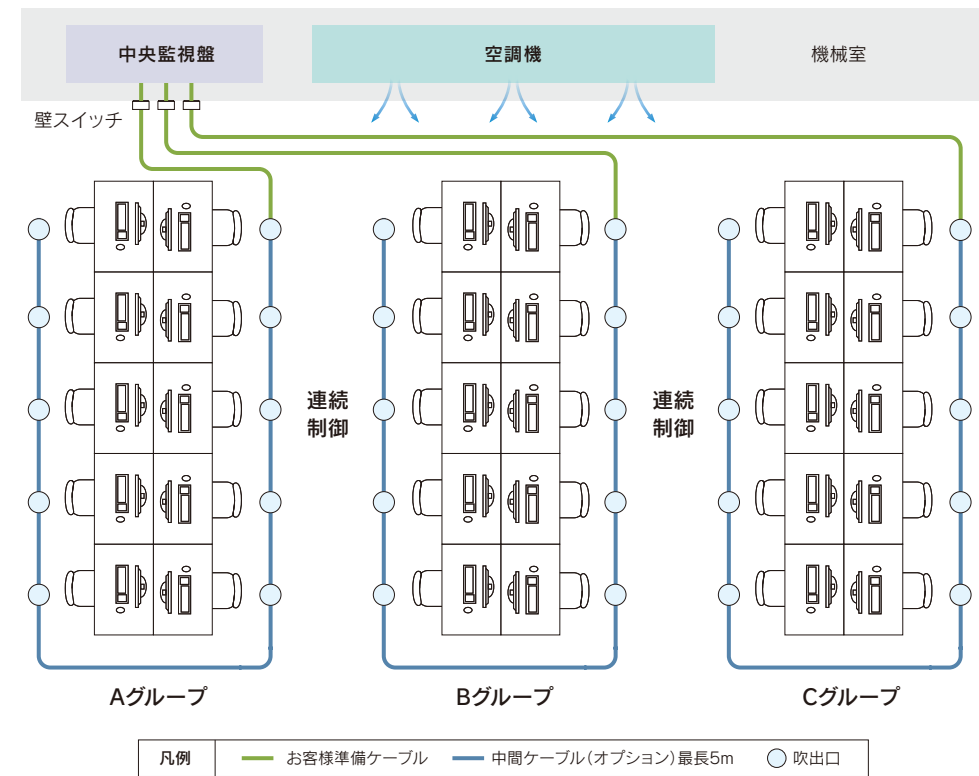 中央監視盤
空調機
機械室
壁スイッチ
連続
制御
連続
制御
Aグループ
Bグループ
Cグループ
凡例
お客様準備ケーブル
中間ケーブル(オプション)最長5m
吹出口